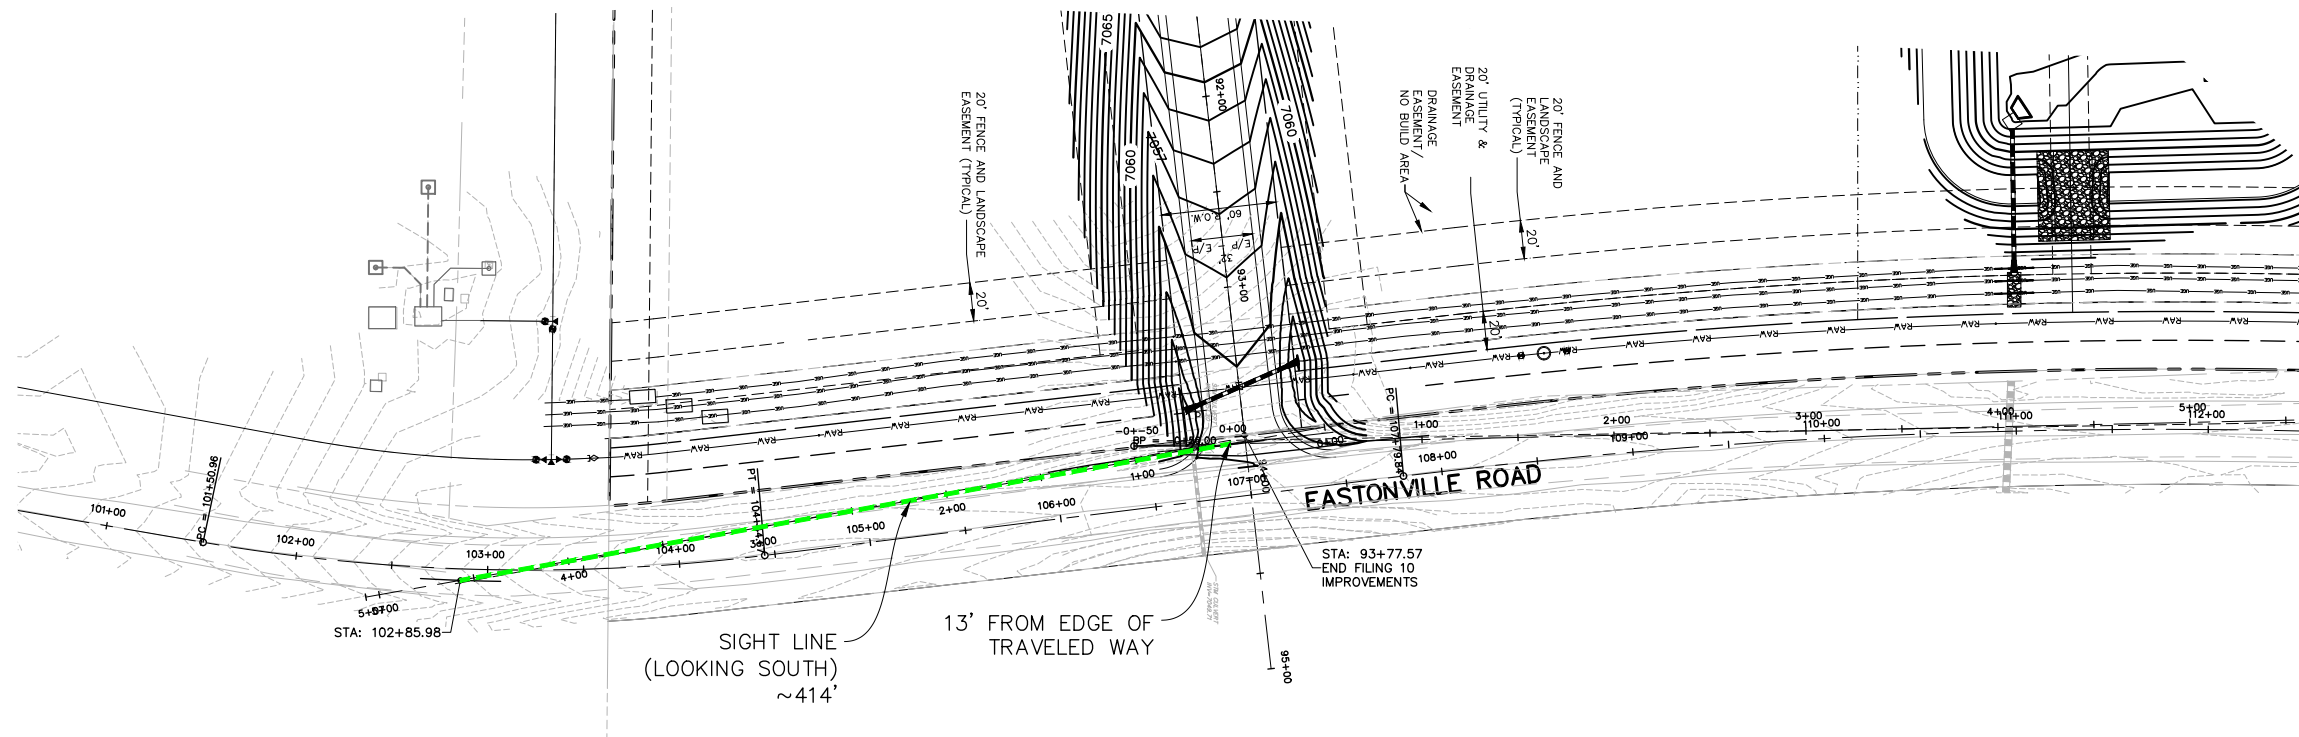 7065
7060
7057
7060
92+00
93+00
94+00
95+00
60' R.O.W.
E/P - E/P
32'
20' FENCE AND LANDSCAPE
EASEMENT (TYPICAL)
20'
DRAINAGE
EASEMENT/
NO BUILD AREA
20' UTILITY &
DRAINAGE
EASEMENT
20'
20' FENCE AND
LANDSCAPE
EASEMENT
(TYPICAL)
20'
RAW
-0+-50
0+00
1+00
2+00
3+00
4+00
5+00
1+00
2+00
3+00
4+00
PC = 101+50.96
PC = 107+79.84
101+00
102+00
103+00
104+00
105+00
106+00
107+00
108+00
109+00
110+00
111+00
112+00
EASTONVILLE ROAD
STA: 93+77.57
END FILING 10
IMPROVEMENTS
STA: 102+85.98
SIGHT LINE
(LOOKING SOUTH)
~414'
13' FROM EDGE OF
TRAVELED WAY